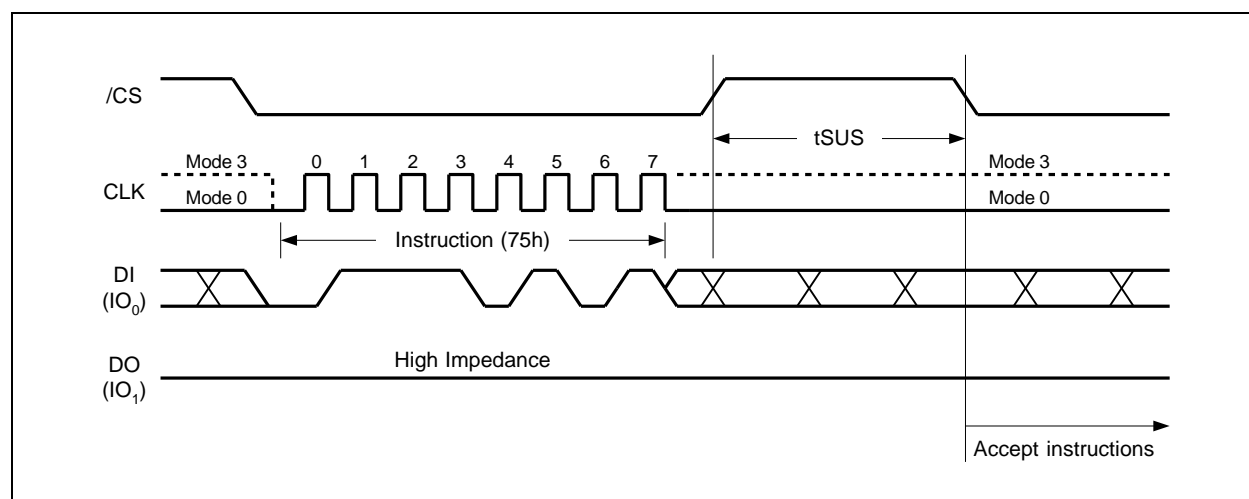 /CS
tSUS
0 1 2 3 4 5 6 7
Mode 3 Mode 3
CLK
Mode 0 Mode 0
Instruction (75h)
DI
(IO0)
High Impedance
DO
(IO1)
Accept instructions